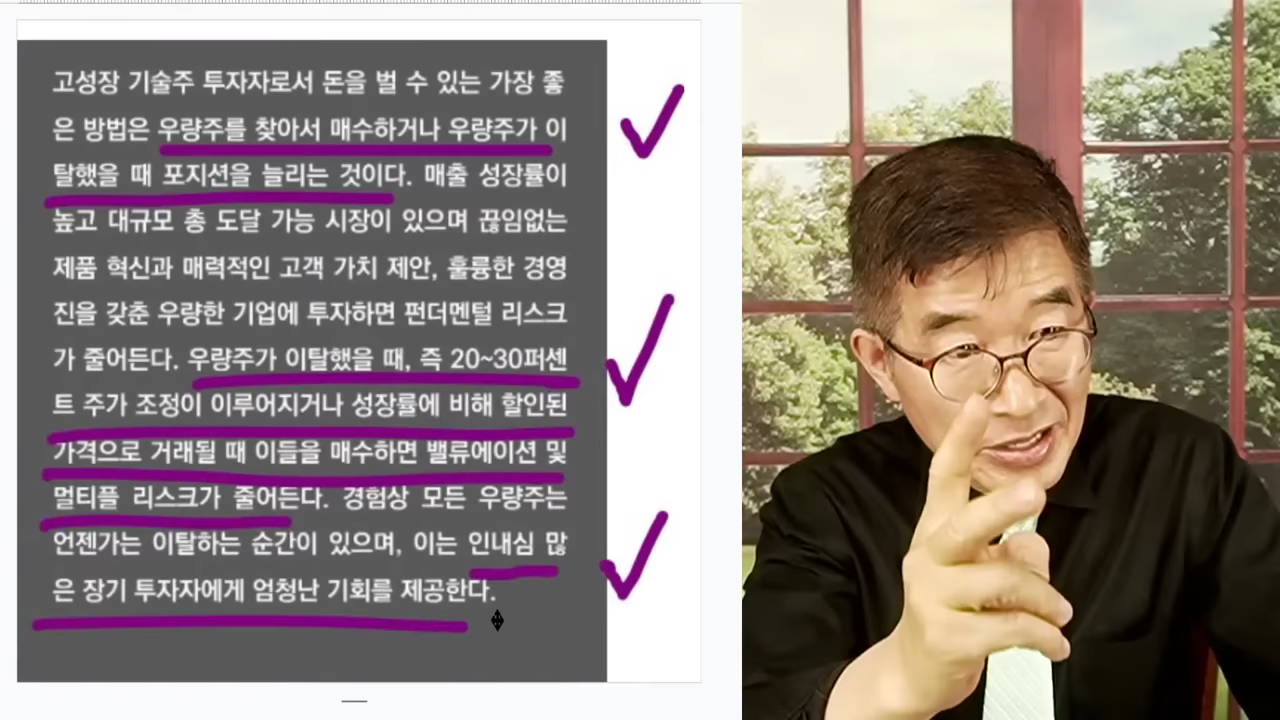 고성장 기술주 투자자로서 돈을 벌 수 있는 가장 좋
은 방법은 우량주를 찾아서 매수하거나 우량주가 이
탈했을 때 포지션을 늘리는 것이다. 매출 성장률이
높고 대규모 총 도달 가능 시장이 있으며 끊임없는
제품 혁신과 매력적인 고객 가치 제안, 훌륭한 경영
진을 갖춘 우량한 기업에 투자하면 펀더멘털 리스크
가 줄어든다. 우량주가 이탈했을 때, 즉 20~30퍼센
트 주가 조정이 이루어지거나 성장률에 비해 할인된
가격으로 거래될 때 이들을 매수하면 밸류에이션 및
멀티플 리스크가 줄어든다. 경험상 모든 우량주는
언젠가는 이탈하는 순간이 있으며, 이는 인내심 많
은 장기 투자자에게 엄청난 기회를 제공한다.